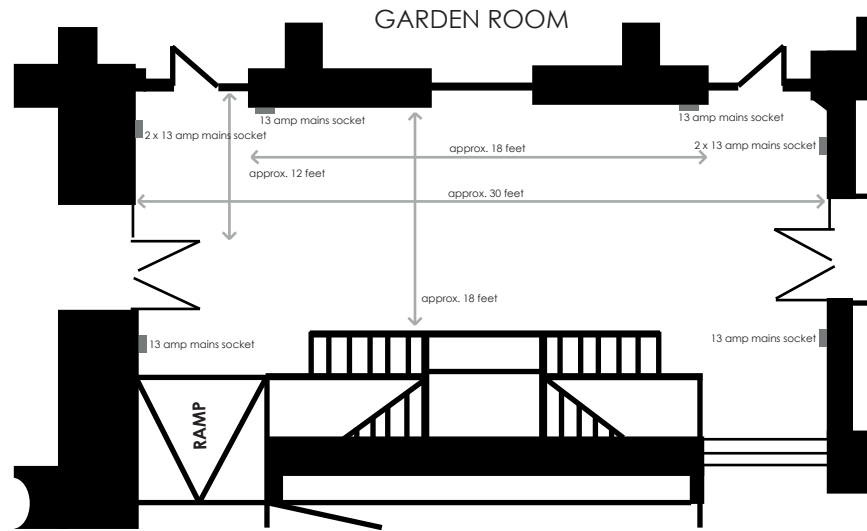 GARDEN ROOM
13 amp mains socket
13 amp mains socket
2 x 13 amp mains socket
approx. 18 feet
2 x 13 amp mains socket
approx. 12 feet
approx. 30 feet
approx. 18 feet
13 amp mains socket
13 amp mains socket
RAMP